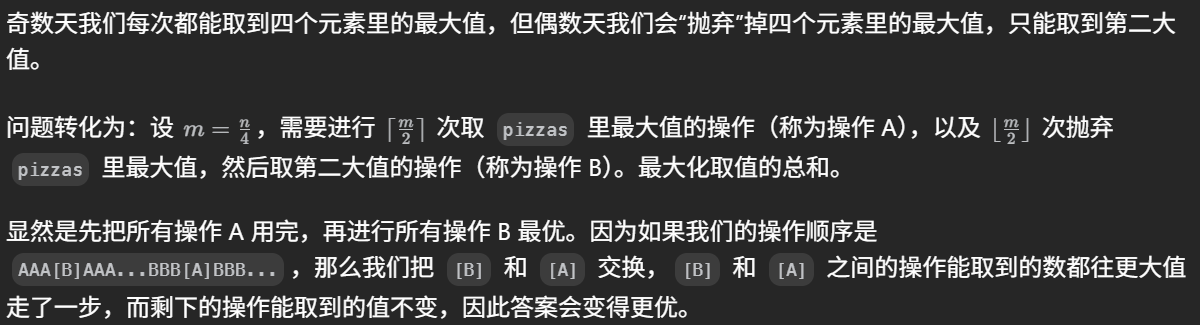 奇数天我们每次都能取到四个元素里的最大值，但偶数天我们会“抛弃”掉四个元素里的最大值，只能取到第二大
值。
问题转化为：设 m = n/4，需要进行 ⌈m/2⌉ 次取 pizzas 里最大值的操作（称为操作 A），以及 ⌊m/2⌋ 次抛弃
pizzas 里最大值，然后取第二大值的操作（称为操作 B）。最大化取值的总和。
显然是先把所有操作 A 用完，再进行所有操作 B 最优。因为如果我们的操作顺序是
AAA[B]AAA...BBB[A]BBB...，那么我们把 [B] 和 [A] 交换，[B] 和 [A] 之间的操作能取到的数都往更大值
走了一步，而剩下的操作能取到的值不变，因此答案会变得更优。